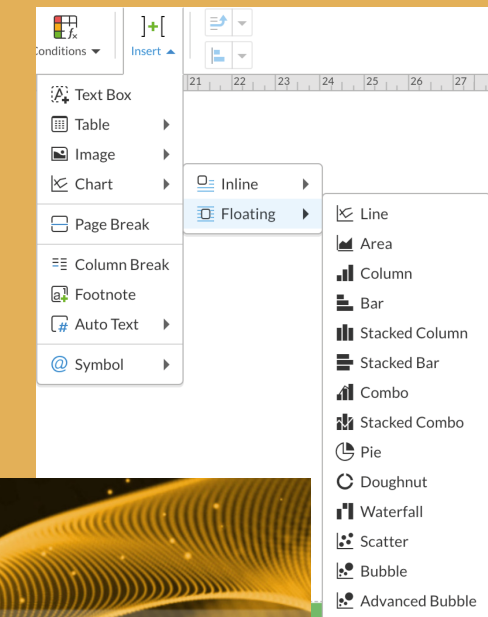 Conditions
Insert
21 22 23 24 25 26 27
Text Box
Table
Image
Chart
Page Break
Column Break
Footnote
Auto Text
Symbol
Inline
Floating
Line
Area
Column
Bar
Stacked Column
Stacked Bar
Combo
Stacked Combo
Pie
Doughnut
Waterfall
Scatter
Bubble
Advanced Bubble